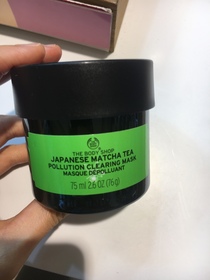 THE BODY SHOP
JAPANESE MATCHA TEA
POLLUTION CLEARING MASK
MASQUE DÉPOLLUANT
75 ml 2.6 OZ (76g)